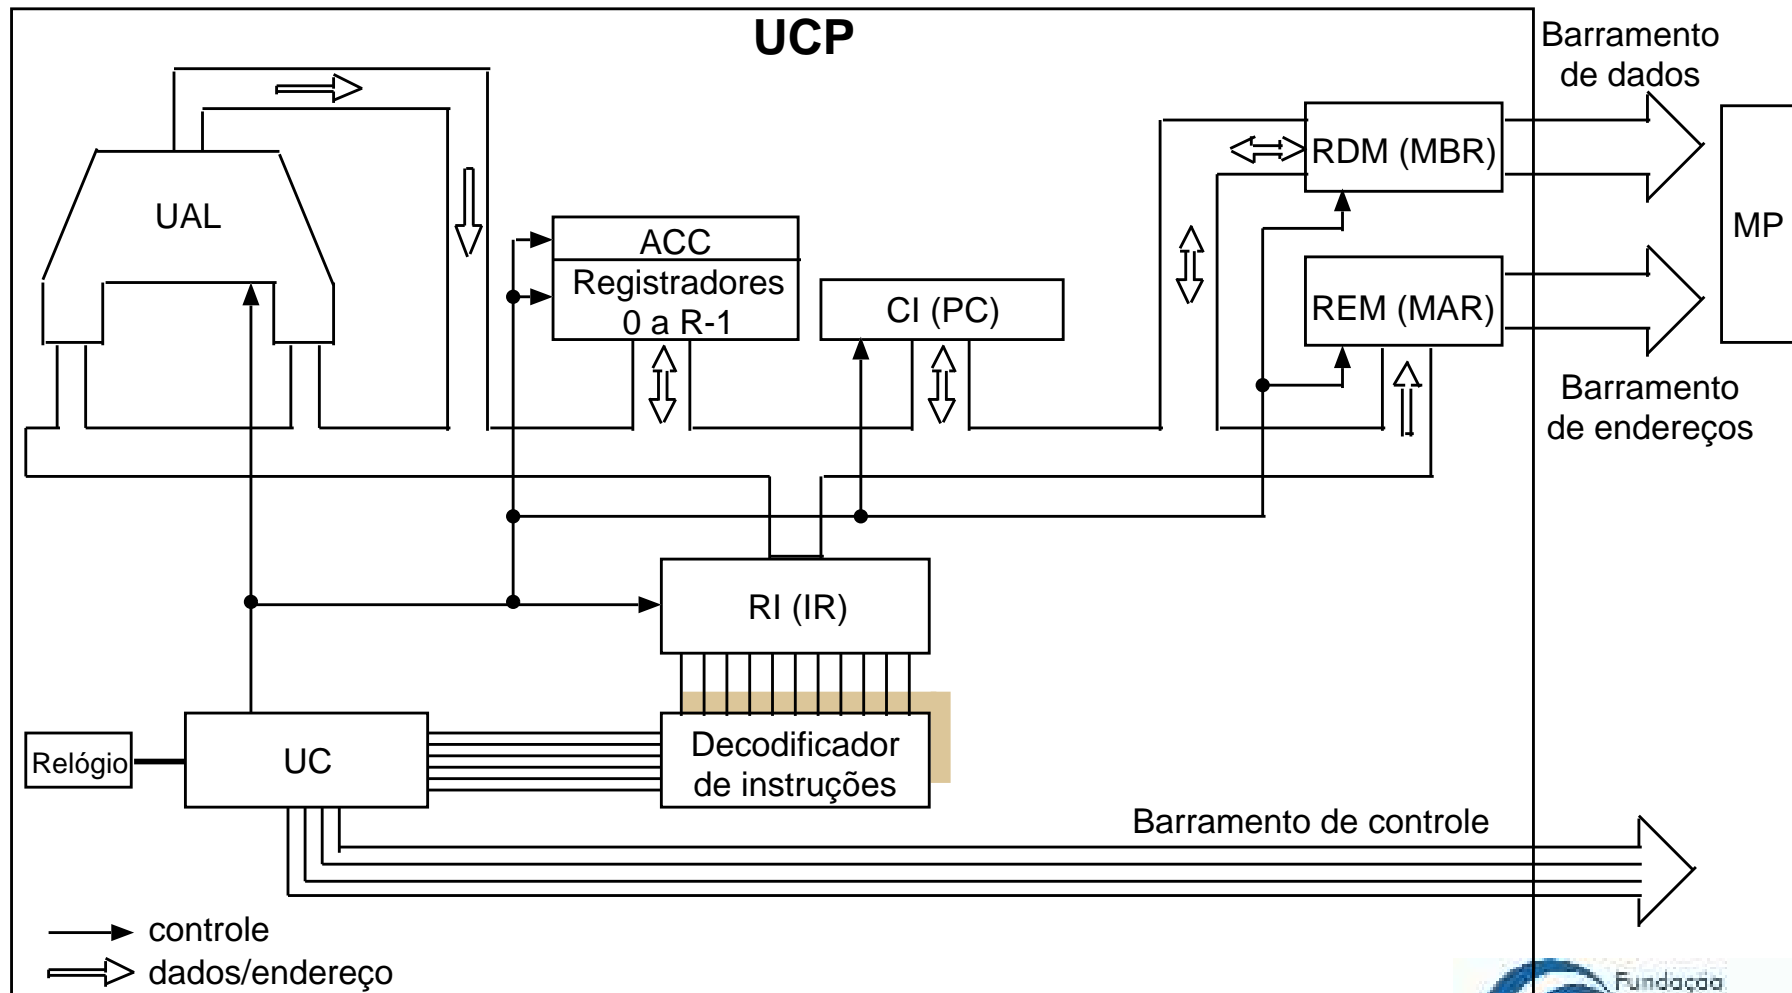 UCP
Barramento
de dados
RDM (MBR)
UAL
MP
ACC
Registradores
0 a R-1
CI (PC)
REM (MAR)
Barramento
de endereços
RI (IR)
Relógio
UC
Decodificador
de instruções
Barramento de controle
controle
dados/endereço
Fundação